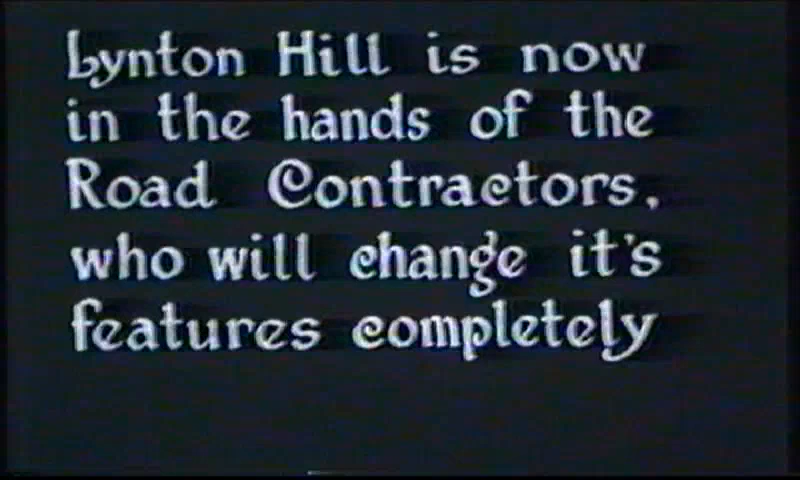 Lynton Hill is now
in the hands of the
Road Contractors,
who will change it's
features completely